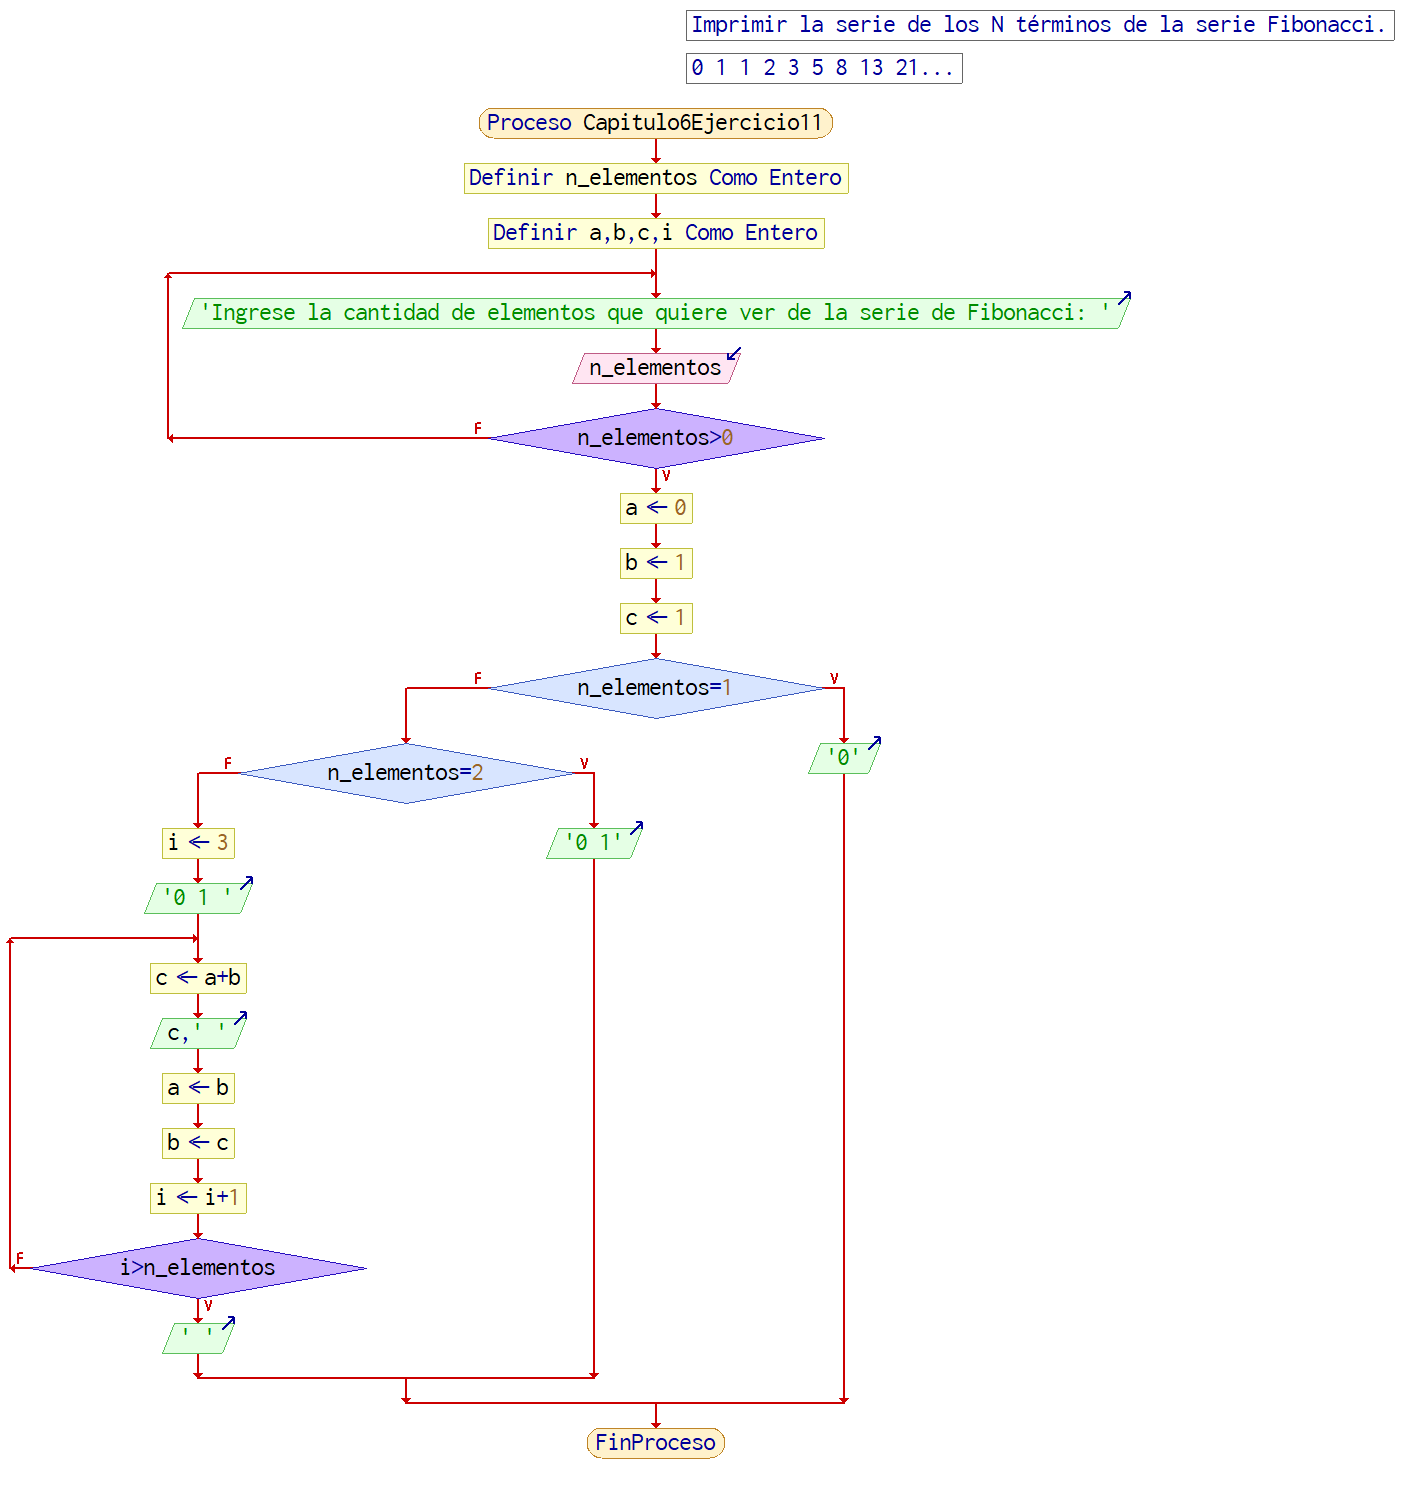 Imprimir la serie de los N términos de la serie Fibonacci.
0 1 1 2 3 5 8 13 21...
Proceso Capitulo6Ejercicio11
Definir n_elementos Como Entero
Definir a,b,c,i Como Entero
'Ingrese la cantidad de elementos que quiere ver de la serie de Fibonacci: '
n_elementos
F
n_elementos>0
V
a ← 0
b ← 1
c ← 1
F
n_elementos=1
V
'0'
F
n_elementos=2
V
'0 1'
i ← 3
'0 1 '
c ← a+b
c,' '
a ← b
b ← c
i ← i+1
F
i>n_elementos
V
' '
FinProceso